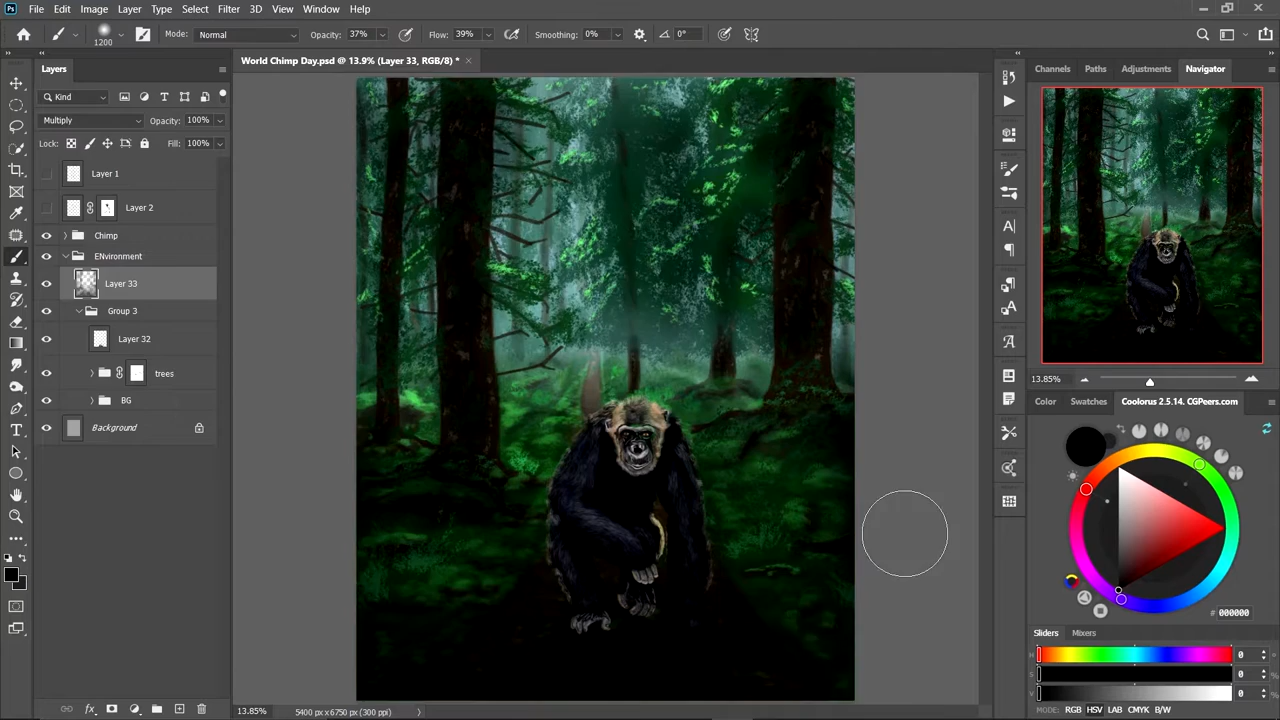 Ps File Edit Image Layer Type Select Filter 3D View Window Help
1200 Mode: Normal Opacity: 37% Flow: 39% Smoothing: 0% 0°
Layers
World Chimp Day.psd @ 13.9% (Layer 33, RGB/8) *
Channels Paths Adjustments Navigator
Kind
Multiply Opacity: 100%
Lock: Fill: 100%
Layer 1
Layer 2
Chimp
ENvironment
Layer 33
Group 3
Layer 32
trees
BG
Background
13.85%
Color Swatches Coolorus 2.5.14. CGPeers.com
# 000000
Sliders Mixers
H 0
S 0 %
V 0 %
MODE: RGB HSV LAB CMYK B/W
13.85% 5400 px x 6750 px (300 ppi)